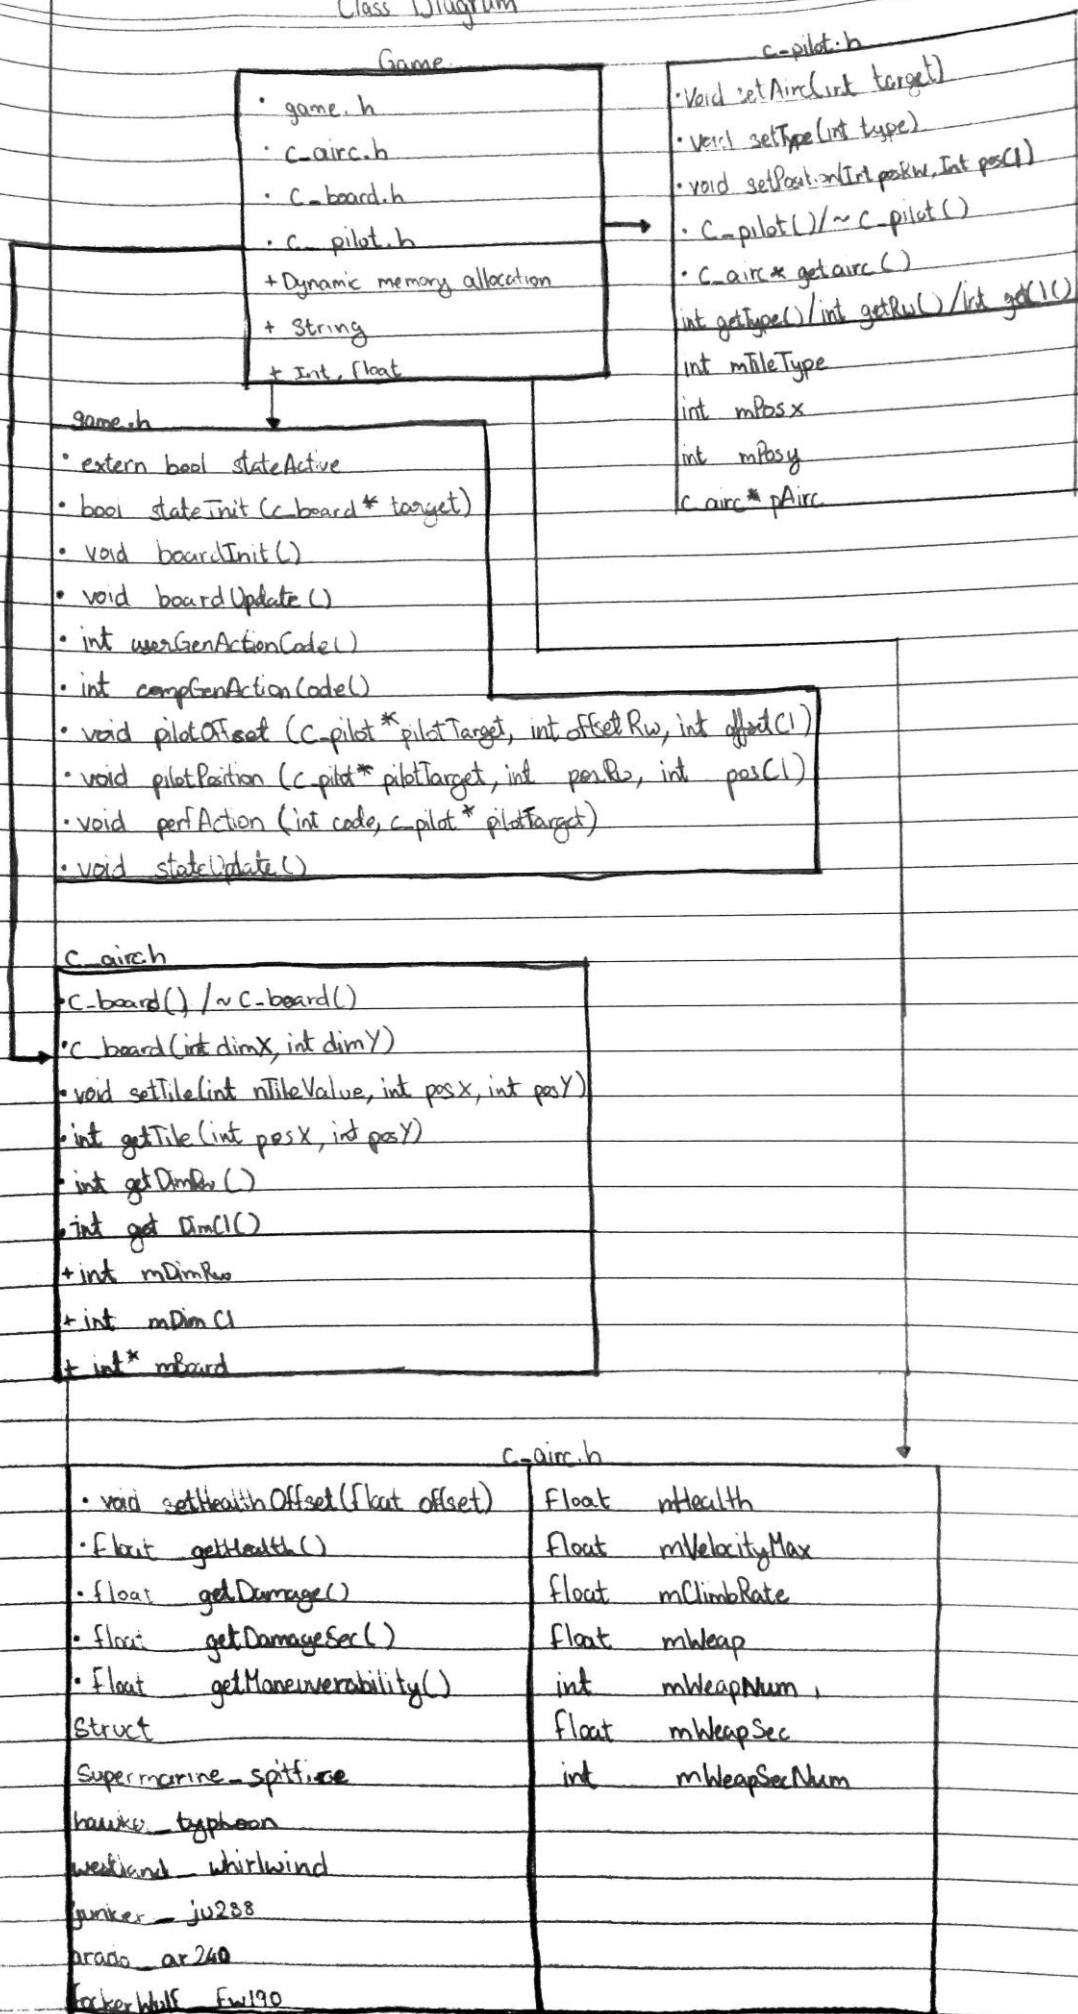 Class Diagram
Game
· game.h
· c_airc.h
· c_board.h
· c_pilot.h
+ Dynamic memory allocation
+ String
+ Int, float
c_pilot.h
· Void setAirc(int target)
· void setType(int type)
· void setPosition(Int posRw, Int posCl)
· c_pilot()/~c_pilot()
· c_airc* getairc()
int getType()/int getRw()/int getCl()
int mTileType
int mPosx
int mPosy
c_airc* pAirc
game.h
· extern bool stateActive
· bool stateInit (c_board* target)
· void boardInit()
· void boardUpdate()
· int userGenActionCode()
· int compGenActionCode()
· void pilotOffset (c_pilot* pilotTarget, int offsetRw, int offsetCl)
· void pilotPosition (c_pilot* pilotTarget, int posRw, int posCl)
· void perfAction (int code, c_pilot* pilotTarget)
· void stateUpdate()
c_airch
· c_board() /~c_board()
· c_board(int dimX, int dimY)
· void setTile(int nTileValue, int posX, int posY)
· int getTile(int posX, int posY)
· int getDimRw()
· int get DimCl()
+ int mDimRw
+ int mDimCl
+ int* mBoard
c_airc.h
· void setHealthOffset(float offset)
· float getHealth()
· float getDamage()
· float getDamageSec()
· float getManeuverability()
Struct
Supermarine_spitfire
hawker_typhoon
westland_whirlwind
junker_ju288
arado_ar240
fockerWulf_Fw190
float mHealth
float mVelocityMax
float mClimbRate
float mWeap
int mWeapNum
float mWeapSec
int mWeapSecNum